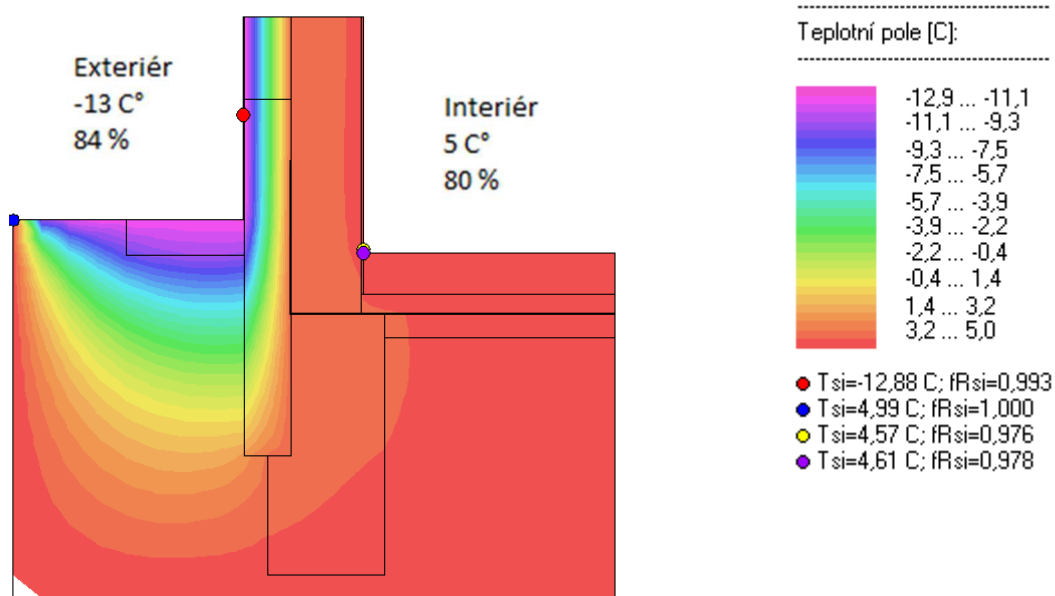 Exteriér
-13 C°
84 %
Interiér
5 C°
80 %
Teplotní pole [C]:
-12,9 ... -11,1
-11,1 ... -9,3
-9,3 ... -7,5
-7,5 ... -5,7
-5,7 ... -3,9
-3,9 ... -2,2
-2,2 ... -0,4
-0,4 ... 1,4
1,4 ... 3,2
3,2 ... 5,0
Tsi=-12,88 C; fRsi=0,993
Tsi=4,99 C; fRsi=1,000
Tsi=4,57 C; fRsi=0,976
Tsi=4,61 C; fRsi=0,978